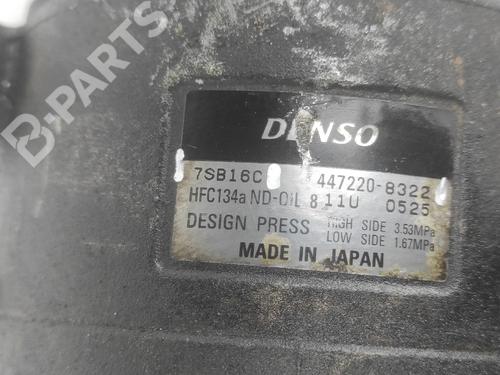 B-PARTS
DENSO
7SB16C 447220-8322
HFC134a ND-OIL 8 11U 0525
DESIGN PRESS HIGH SIDE 3.53MPa
LOW SIDE 1.67MPa
MADE IN JAPAN